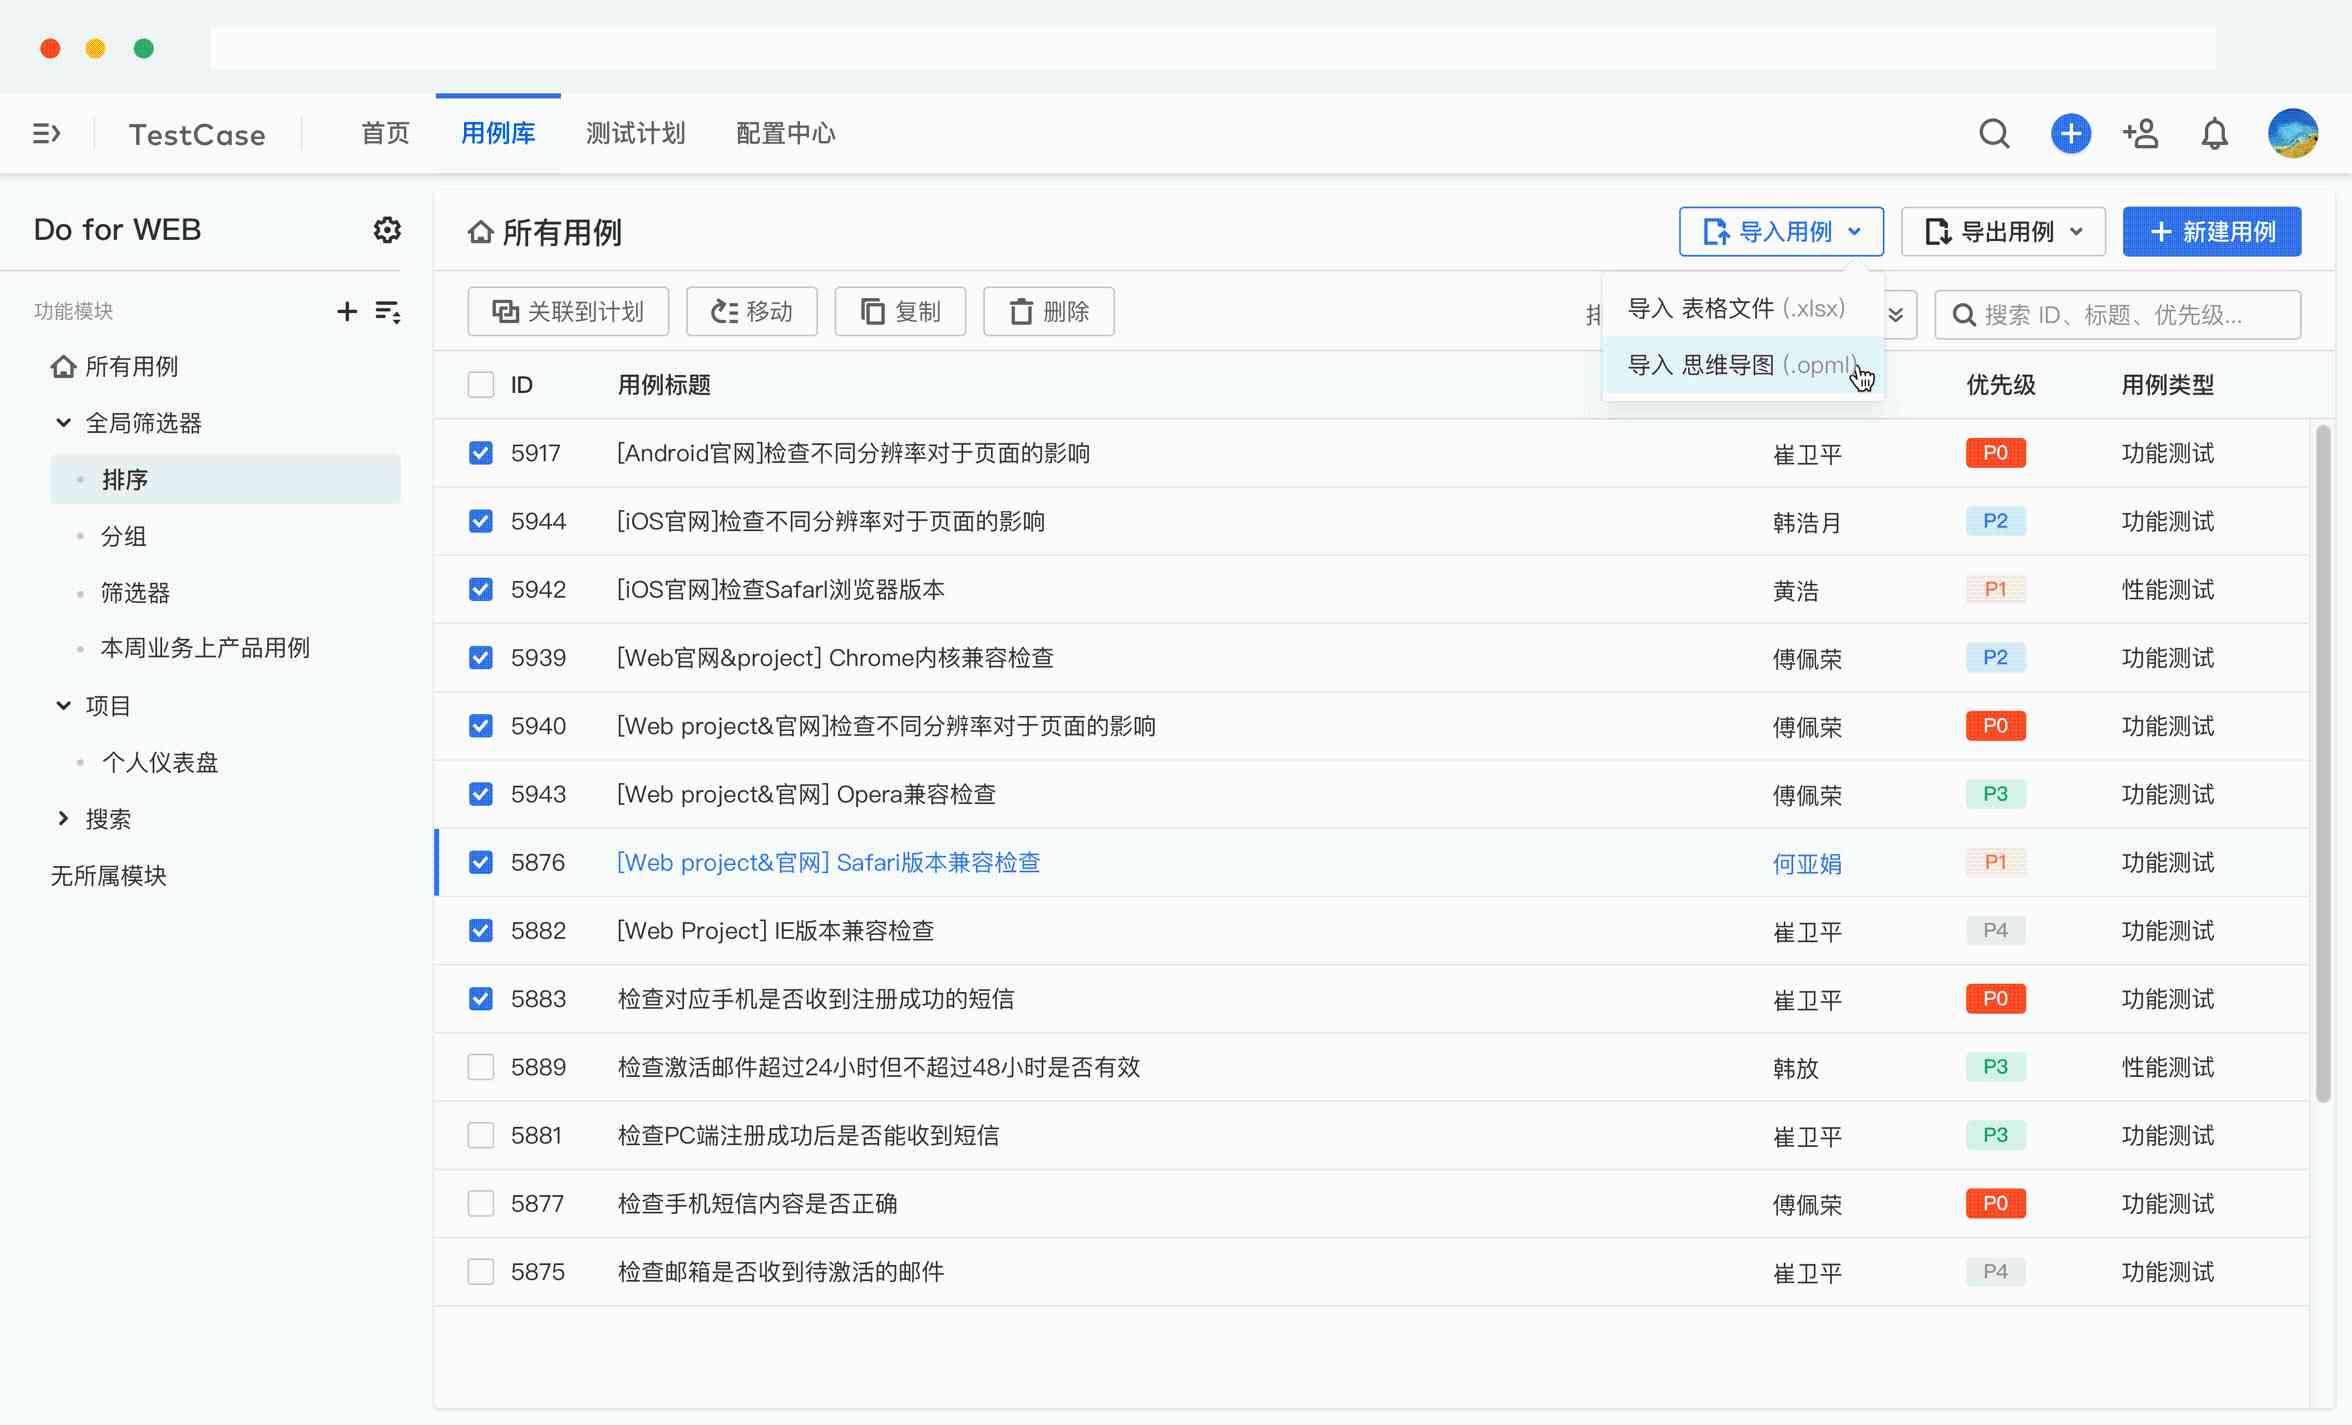 TestCase 首页 用例库 测试计划 配置中心
Do for WEB
所有用例 导入用例 导出用例 新建用例
功能模块
关联到计划 移动 复制 删除
导入 表格文件 (.xlsx)
搜索 ID、标题、优先级...
导入 思维导图 (.opml)
所有用例
全局筛选器
排序
分组
筛选器
本周业务上产品用例
项目
个人仪表盘
搜索
无所属模块
ID 用例标题 优先级 用例类型
5917 [Android官网]检查不同分辨率对于页面的影响 崔卫平 P0 功能测试
5944 [iOS官网]检查不同分辨率对于页面的影响 韩浩月 P2 功能测试
5942 [iOS官网]检查Safarl浏览器版本 黄浩 P1 性能测试
5939 [Web官网&project] Chrome内核兼容检查 傅佩荣 P2 功能测试
5940 [Web project&官网]检查不同分辨率对于页面的影响 傅佩荣 P0 功能测试
5943 [Web project&官网] Opera兼容检查 傅佩荣 P3 功能测试
5876 [Web project&官网] Safari版本兼容检查 何亚娟 P1 功能测试
5882 [Web Project] IE版本兼容检查 崔卫平 P4 功能测试
5883 检查对应手机是否收到注册成功的短信 崔卫平 P0 功能测试
5889 检查激活邮件超过24小时但不超过48小时是否有效 韩放 P3 性能测试
5881 检查PC端注册成功后是否能收到短信 崔卫平 P3 功能测试
5877 检查手机短信内容是否正确 傅佩荣 P0 功能测试
5875 检查邮箱是否收到待激活的邮件 崔卫平 P4 功能测试